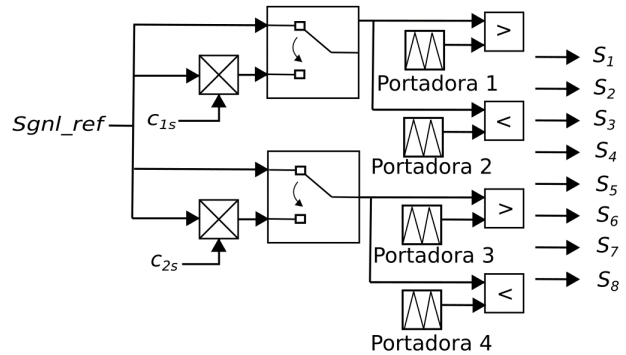 >
S₁
Portadora 1
S₂
c₁ₛ
Sgnl_ref
<
S₃
S₄
Portadora 2
S₅
>
S₆
Portadora 3
S₇
c₂ₛ
S₈
<
Portadora 4